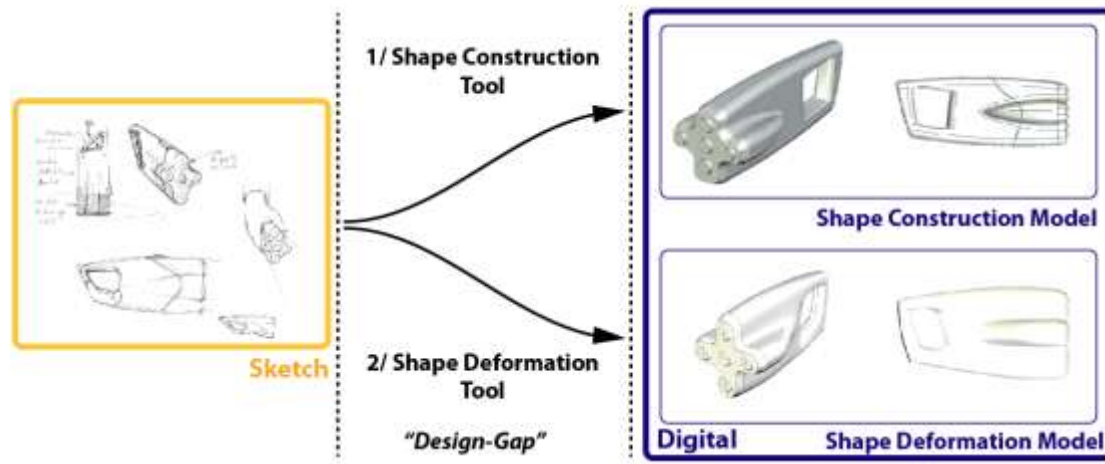 1/ Shape Construction
Tool
Sketch
2/ Shape Deformation
Tool
"Design-Gap"
Shape Construction Model
Digital
Shape Deformation Model